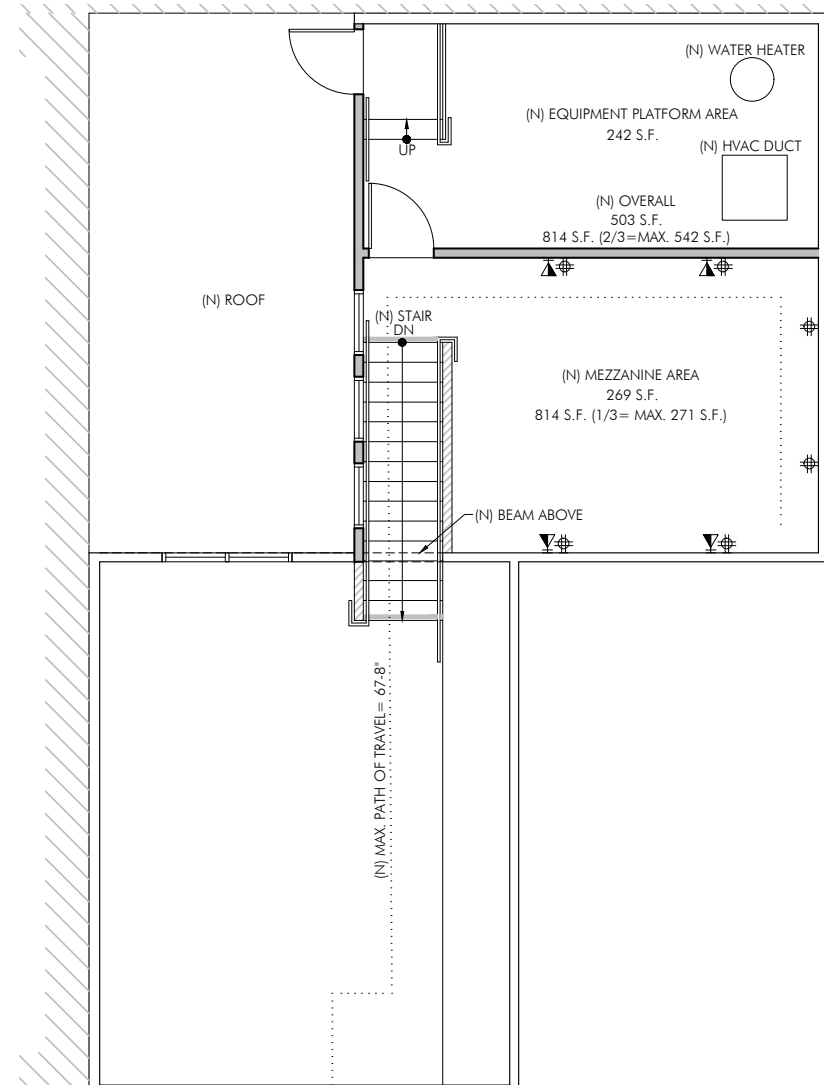 (N) WATER HEATER
(N) EQUIPMENT PLATFORM AREA
242 S.F.
(N) HVAC DUCT
UP
(N) OVERALL
503 S.F.
814 S.F. (2/3=MAX. 542 S.F.)
(N) ROOF
(N) STAIR
DN
(N) MEZZANINE AREA
269 S.F.
814 S.F. (1/3= MAX. 271 S.F.)
(N) BEAM ABOVE
(N) MAX. PATH OF TRAVEL= 67-8"